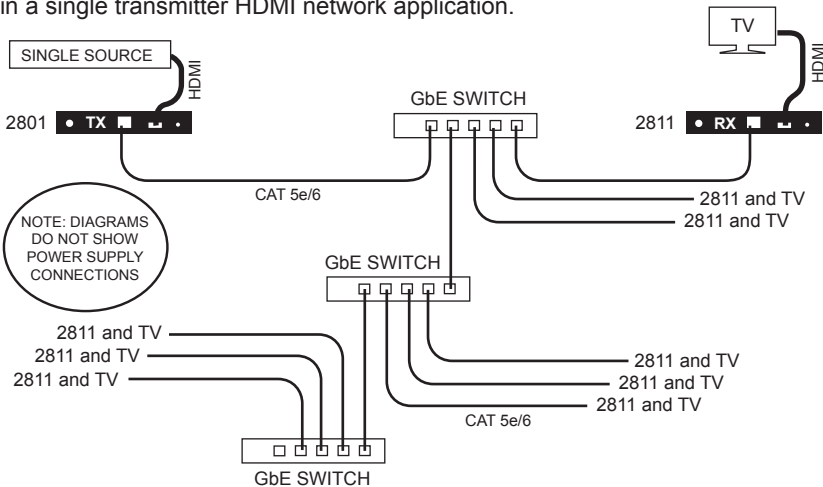 in a single transmitter HDMI network application.
TV
SINGLE SOURCE
HDMI
HDMI
GbE SWITCH
2801
TX
2811
RX
CAT 5e/6
2811 and TV
2811 and TV
NOTE: DIAGRAMS
DO NOT SHOW
POWER SUPPLY
CONNECTIONS
GbE SWITCH
2811 and TV
2811 and TV
2811 and TV
2811 and TV
2811 and TV
2811 and TV
CAT 5e/6
GbE SWITCH